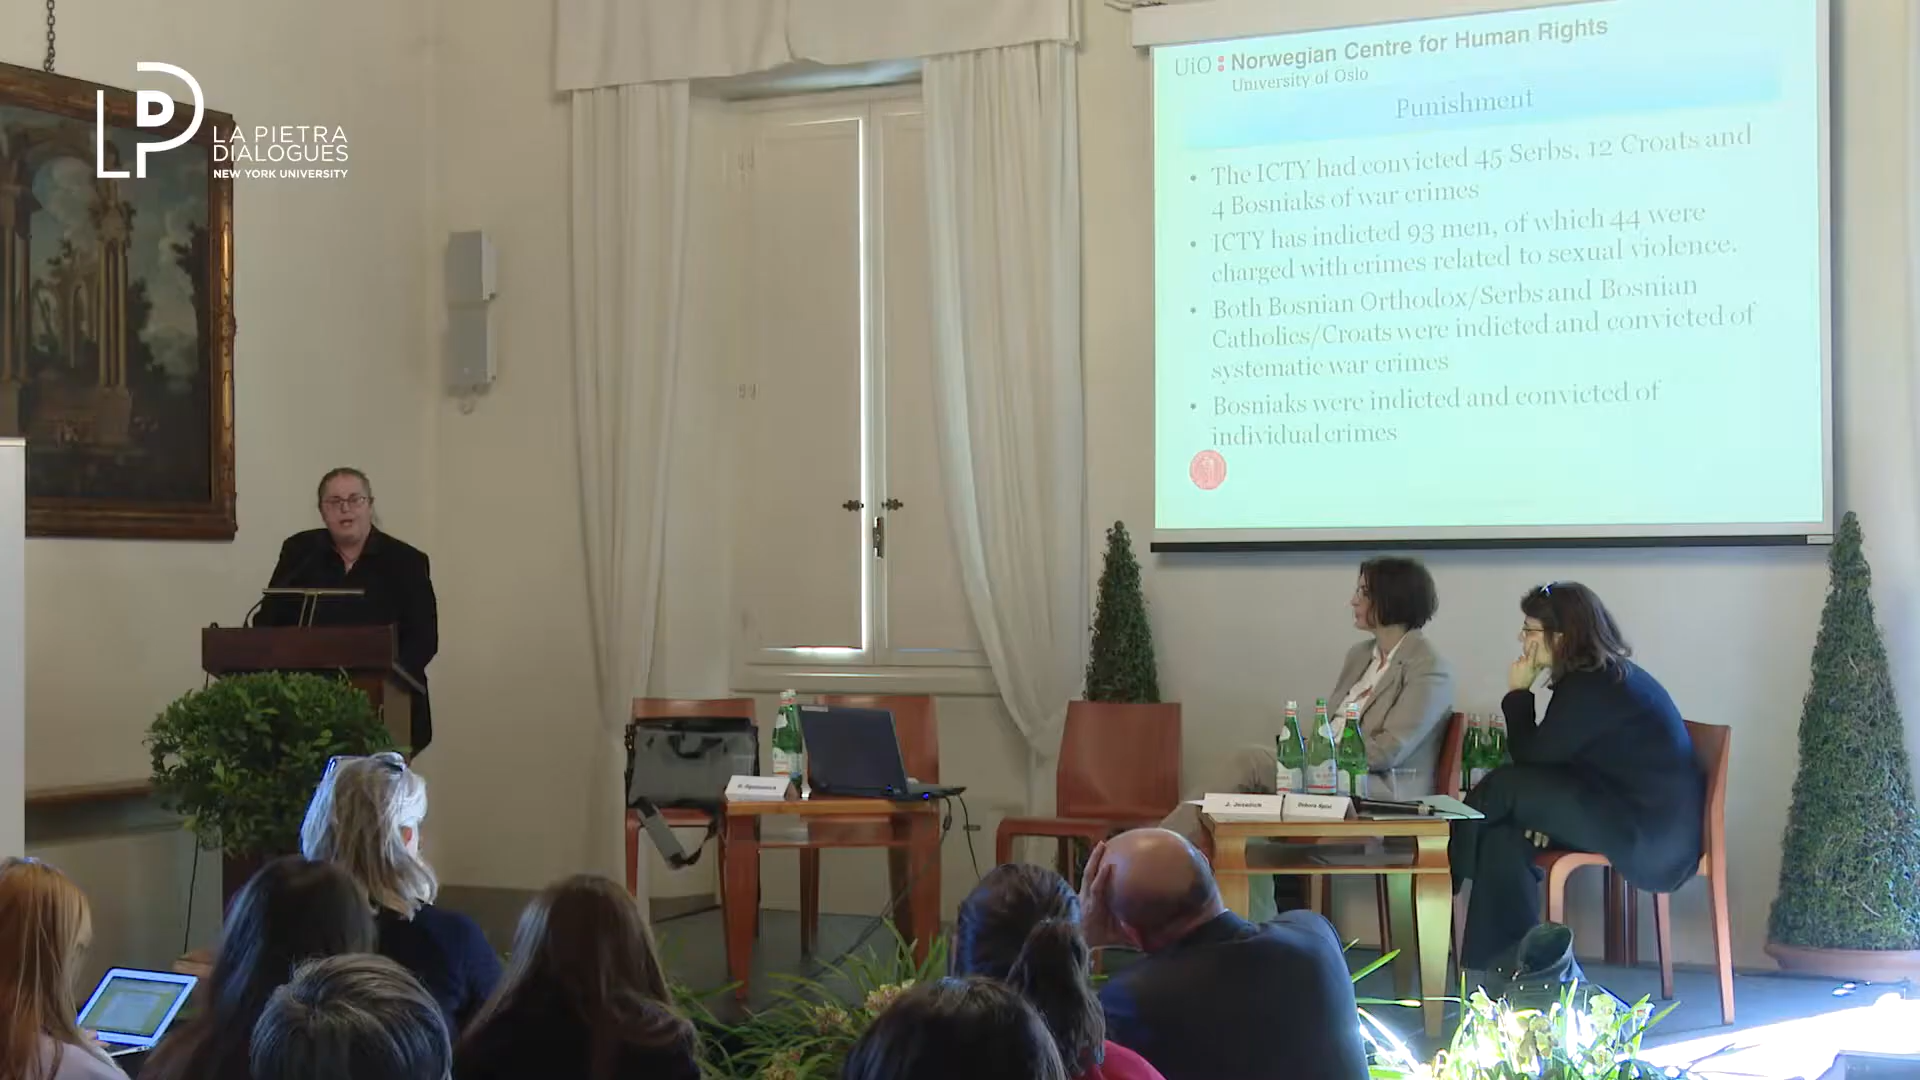 LA PIETRA
DIALOGUES
NEW YORK UNIVERSITY
UiO Norwegian Centre for Human Rights
University of Oslo
Punishment
• The ICTY had convicted 45 Serbs, 12 Croats and
4 Bosniaks of war crimes
• ICTY has indicted 93 men, of which 44 were
charged with crimes related to sexual violence.
• Both Bosnian Orthodox/Serbs and Bosnian
Catholics/Croats were indicted and convicted of
systematic war crimes
• Bosniaks were indicted and convicted of
individual crimes